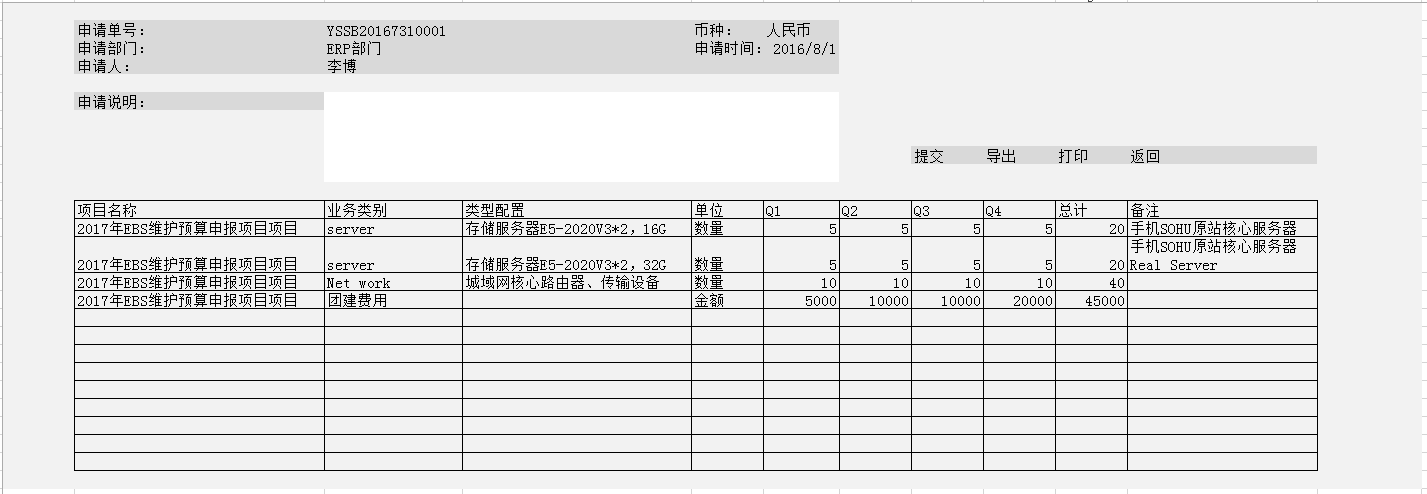 申请单号： YSSB20167310001 币种： 人民币
申请部门： ERP部门 申请时间：2016/8/1
申请人： 李博
申请说明：
提交 导出 打印 返回
项目名称 业务类别 类型配置 单位 Q1 Q2 Q3 Q4 总计 备注
2017年EBS维护预算申报项目项目 server 存储服务器E5-2020V3*2，16G 数量 5 5 5 5 20 手机SOHU原站核心服务器
手机SOHU原站核心服务器
2017年EBS维护预算申报项目项目 server 存储服务器E5-2020V3*2，32G 数量 5 5 5 5 20 Real Server
2017年EBS维护预算申报项目项目 Net work 城域网核心路由器、传输设备 数量 10 10 10 10 40
2017年EBS维护预算申报项目项目 团建费用 金额 5000 10000 10000 20000 45000